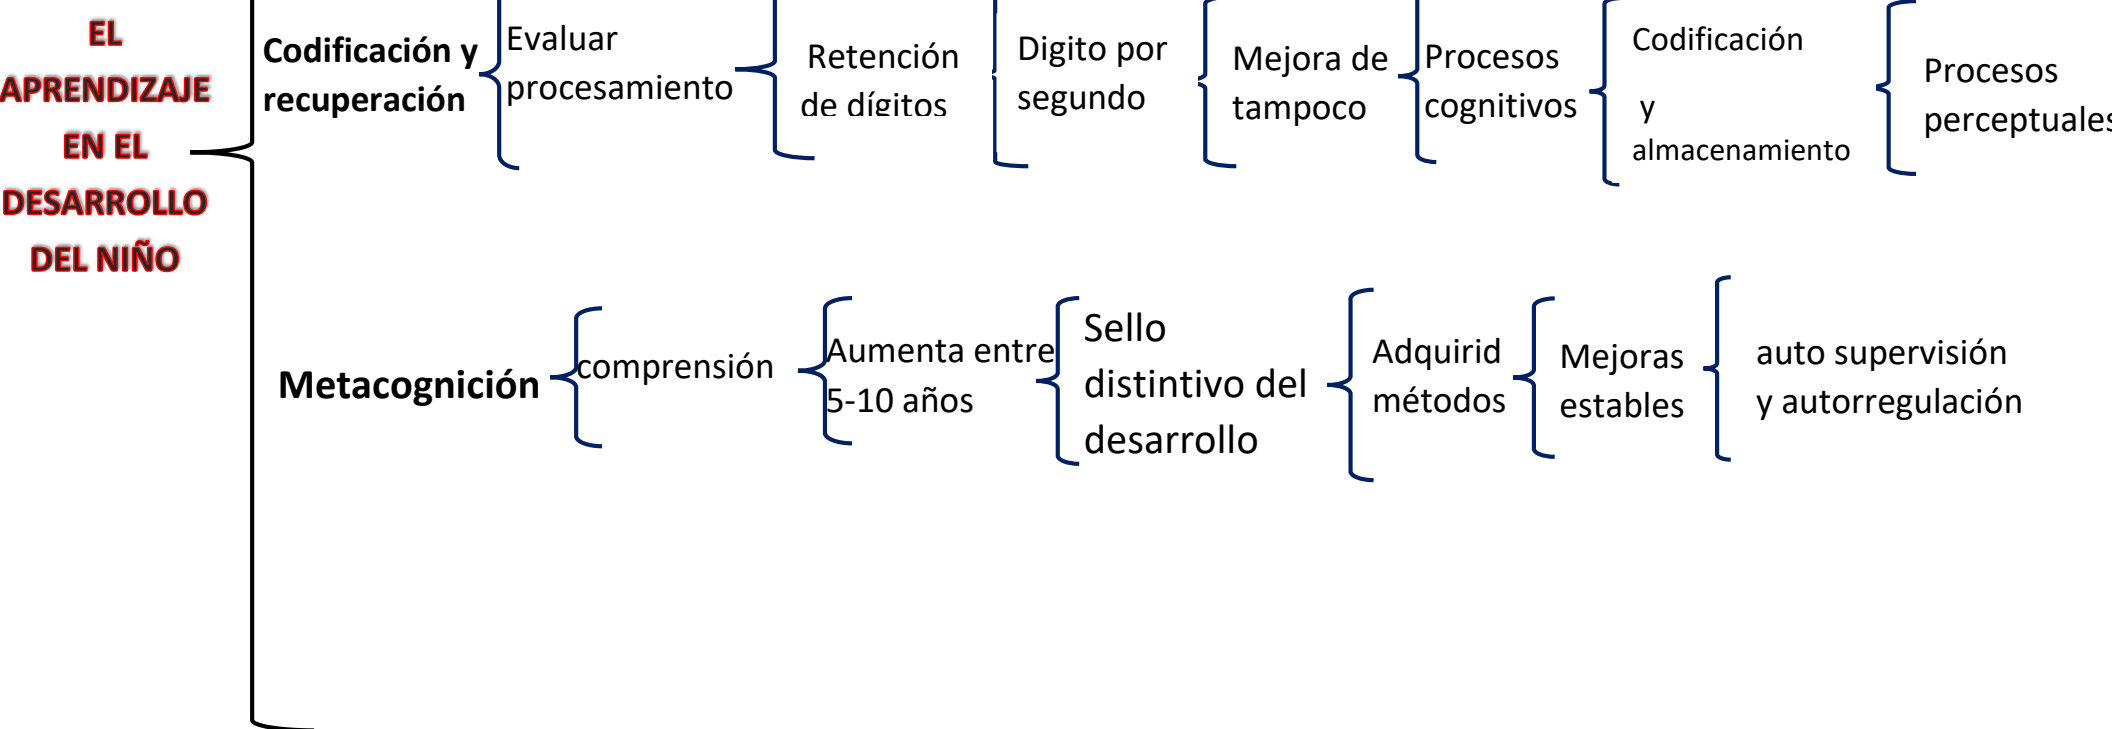 EL
APRENDIZAJE
EN EL
DESARROLLO
DEL NIÑO
Codificación y
recuperación
Evaluar
procesamiento
Retención
de dígitos
Digito por
segundo
Mejora de
tampoco
Procesos
cognitivos
Codificación
y
almacenamiento
Procesos
perceptuales
Metacognición
comprensión
Aumenta entre
5-10 años
Sello
distintivo del
desarrollo
Adquirid
métodos
Mejoras
estables
auto supervisión
y autorregulación